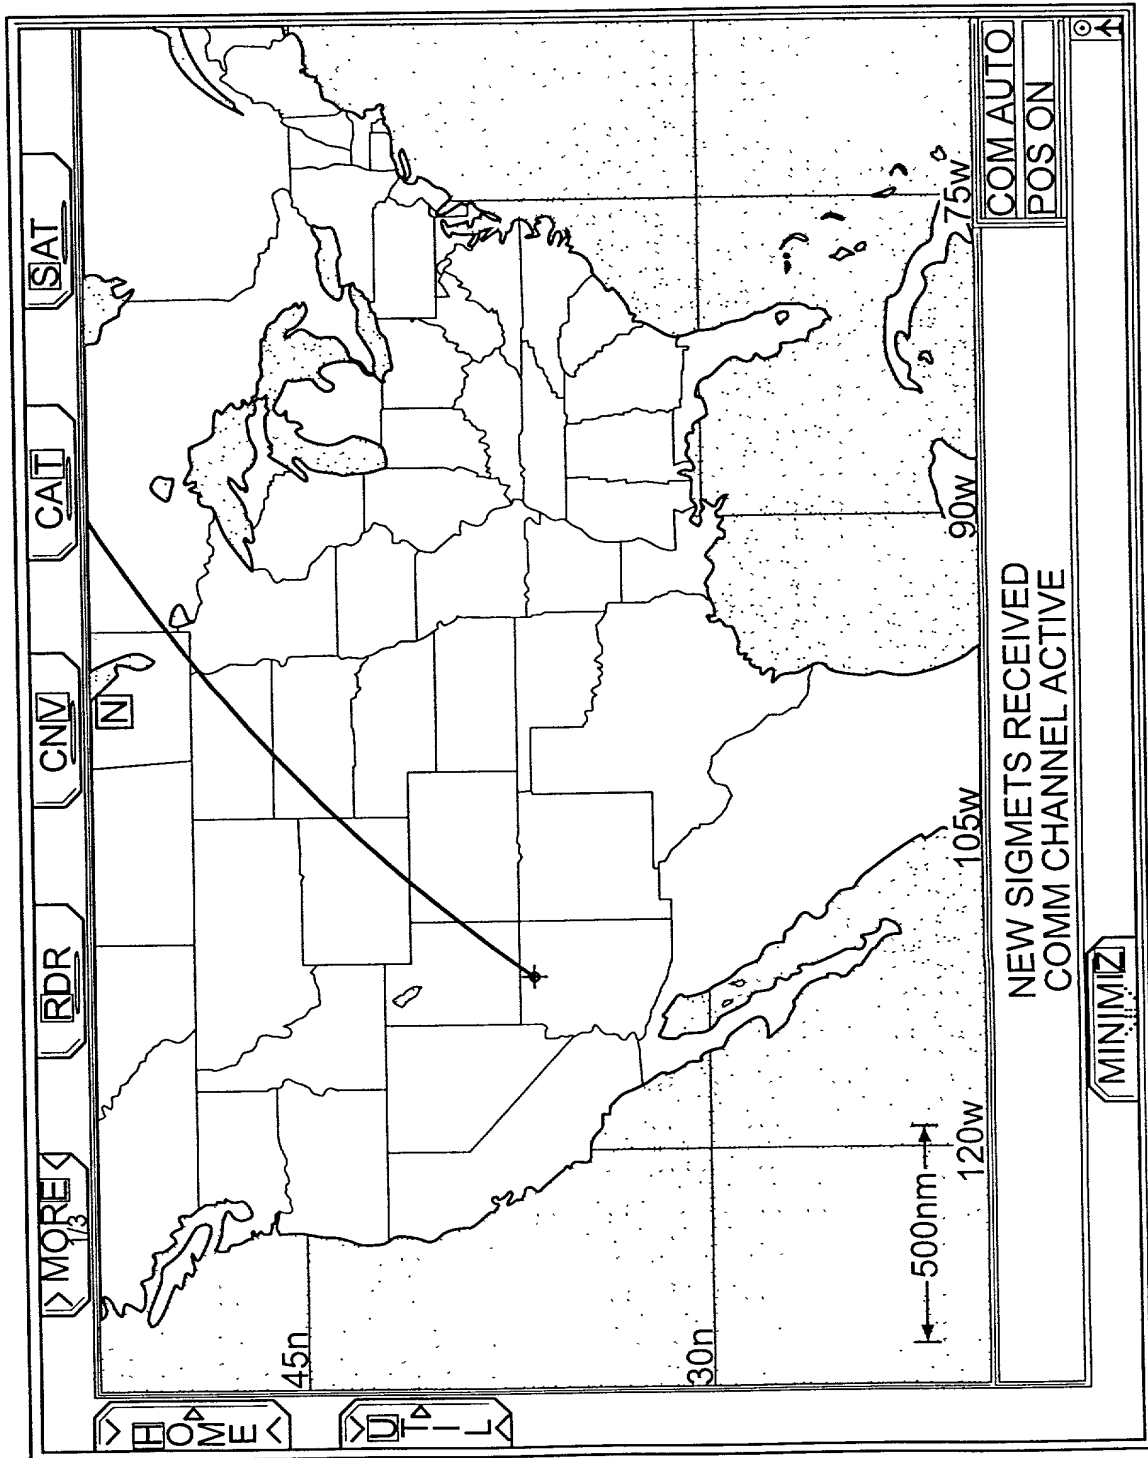 >MORE<
1/3
RDR
CNV
CAT
SAT
>HOME<
>UTIL<
N
45n
30n
500nm
120w
105w
90w
75w
NEW SIGMETS RECEIVED
COMM CHANNEL ACTIVE
COM AUTO
POS ON
MINIMIZ